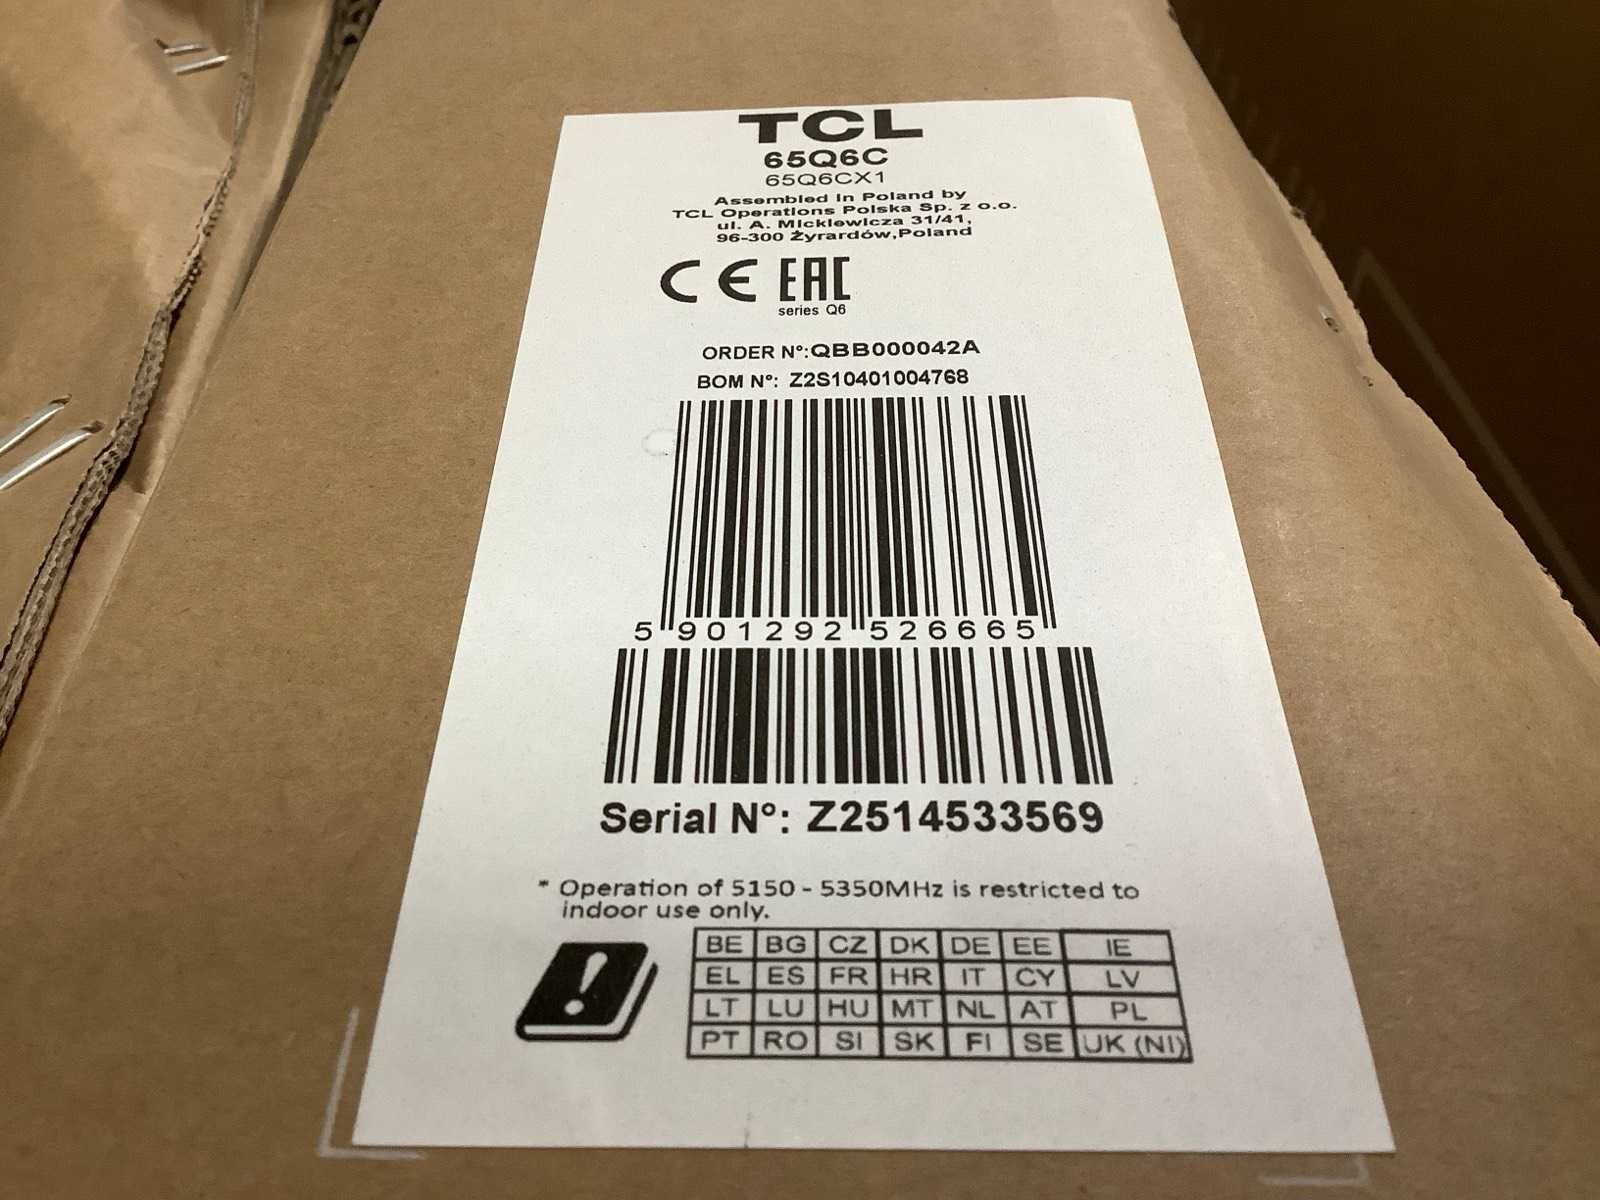 TCL
65Q6C
65Q6CX1
Assembled in Poland by
TCL Operations Polska Sp. z o.o.
ul. A. Mickiewicza 31/41,
96-300 Żyrardów,Poland
CE EAC
series Q6
ORDER N°:QBB000042A
BOM N°: Z2S10401004768
5 901292 526665
Serial N°: Z2514533569
* Operation of 5150 - 5350MHz is restricted to
indoor use only.
BE BG CZ DK DE EE IE
EL ES FR HR IT CY LV
LT LU HU MT NL AT PL
PT RO SI SK FI SE UK (NI)